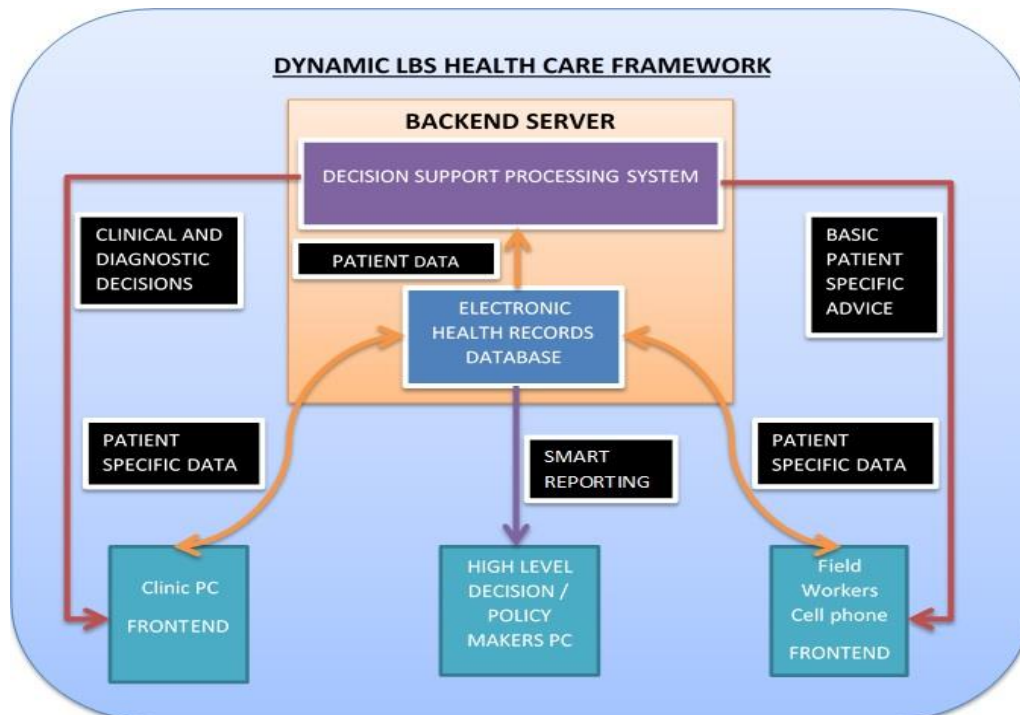 DYNAMIC LBS HEALTH CARE FRAMEWORK
BACKEND SERVER
DECISION SUPPORT PROCESSING SYSTEM
CLINICAL AND
DIAGNOSTIC
DECISIONS
PATIENT DATA
BASIC
PATIENT
SPECIFIC
ADVICE
ELECTRONIC
HEALTH RECORDS
DATABASE
PATIENT
SPECIFIC DATA
SMART
REPORTING
PATIENT
SPECIFIC DATA
Clinic PC
FRONTEND
HIGH LEVEL
DECISION /
POLICY
MAKERS PC
Field
Workers
Cell phone
FRONTEND